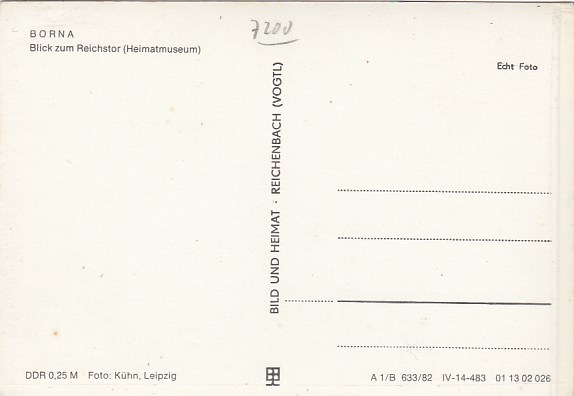 7200
BORNA
Blick zum Reichstor (Heimatmuseum)
Echt Foto
BILD UND HEIMAT · REICHENBACH (VOGTL)
DDR 0,25 M Foto: Kühn, Leipzig
A 1/B 633/82 IV-14-483 01 13 02 026